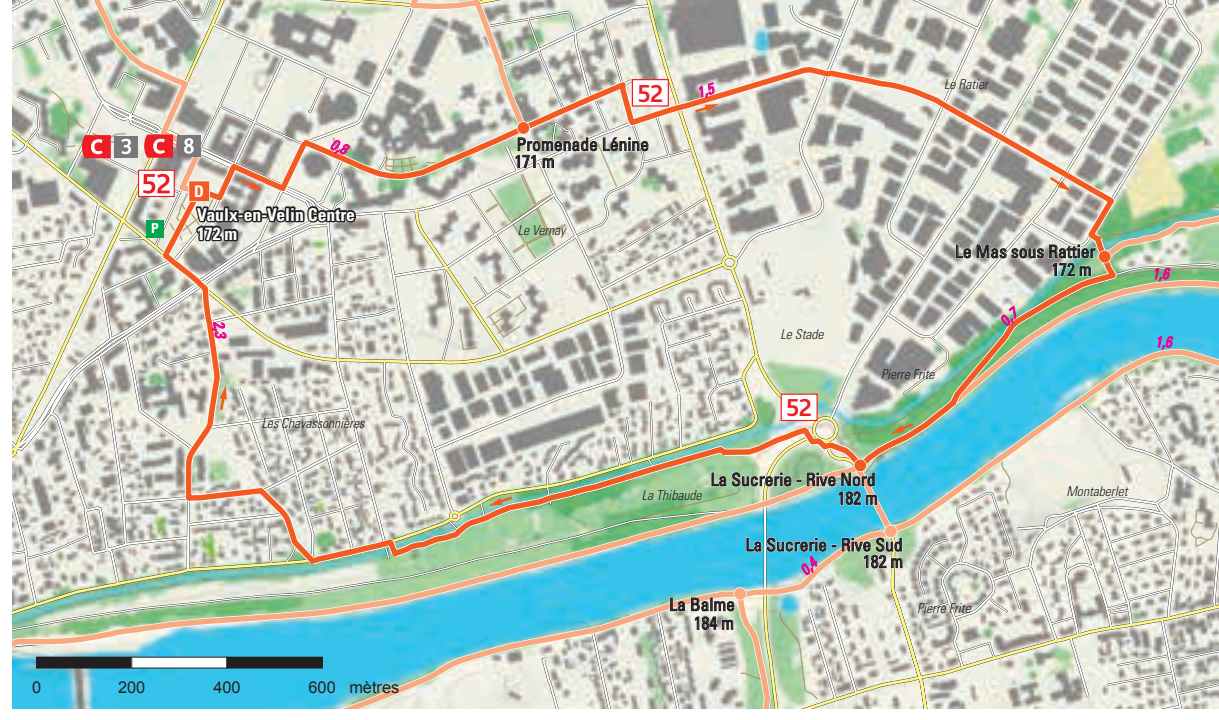 Le Ratier
52
1,5
C 3 C 8
52
D
0,8
Promenade Lénine
171 m
P
Vaulx-en-Velin Centre
172 m
Le Vernay
Le Mas sous Rattier
172 m
1,6
0,7
2,3
Le Stade
1,6
Pierre Frite
52
Les Chavassonnières
La Sucrerie - Rive Nord
182 m
La Thibaude
Montaberlet
La Sucrerie - Rive Sud
182 m
0,4
La Balme
184 m
Pierre Frite
0 200 400 600 mètres